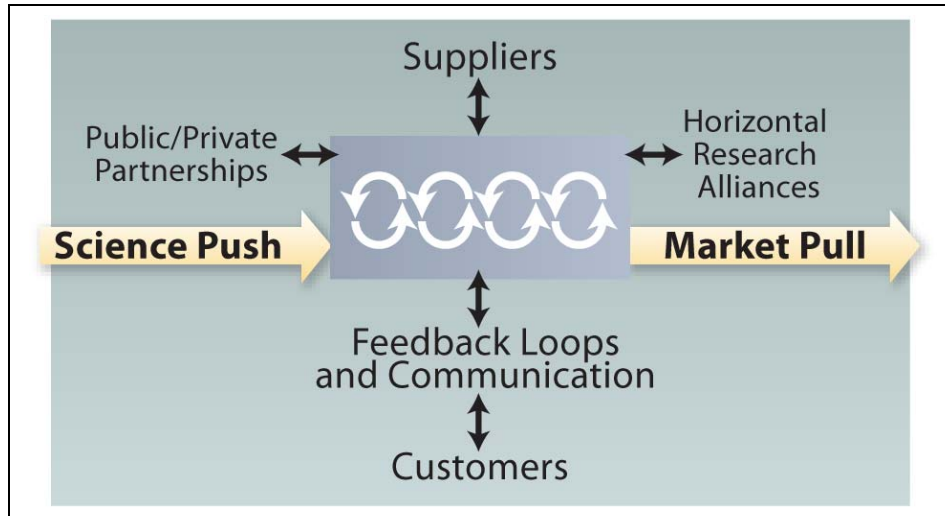 Suppliers
Public/Private
Partnerships
Horizontal
Research
Alliances
Science Push
Market Pull
Feedback Loops
and Communication
Customers